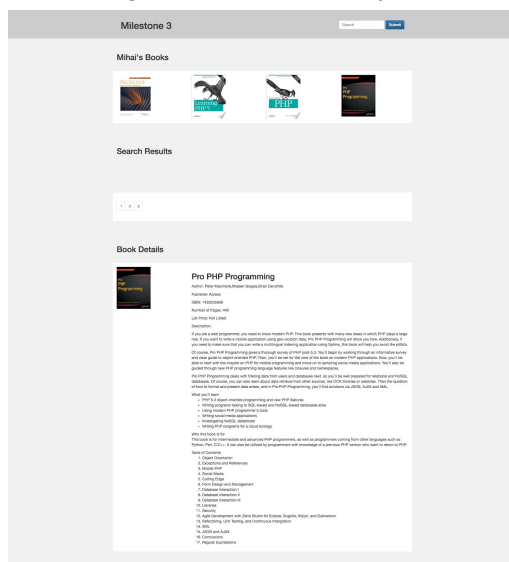 Milestone 3
Search
Submit
Mihai's Books
Learning
PHP 5
PHP
Pro
PHP
Programming
Search Results
1 2 3
Book Details
Pro
PHP
Programming
Pro PHP Programming
Author: Peter MacIntyre,Mladen Gogala,Brian Danchilla
Publisher: Apress
Number of Pages: 440
List Price: Not Listed
Description:
If you are a web programmer, you need to know modern PHP. This book presents with many new areas in which PHP plays a large
role. If you want to write a mobile application using geo-location data, Pro PHP Programming will show you how. Additionally, if
you need to make sure that you can write a multilingual indexing application using Sphinx, this book will help you avoid the pitfalls.
Of course, Pro PHP Programming gives a thorough survey of PHP post-5.3. You'll begin by working through an informative survey
and clear guide to object-oriented PHP. Then, you'll be set for the core of the book on modern PHP applications. Now, you'll be
able to start with the chapter on PHP for mobile programming and move on to sampling social media applications. You'll also be
guided through new PHP programming language features like closures and namespaces.
Pro PHP Programming deals with filtering data from users and databases next, so you'll be well prepared for relational and NoSQL
databases. Of course, you can also learn about data retrieval from other sources, like OCR libraries or websites. Then the question
of how to format and present data arises, and in Pro PHP Programming, you'll find solutions via JSON, AJAX and XML.
What you'll learn
PHP 5.3 object-oriented programming and new PHP features
Writing programs talking to SQL-based and NoSQL-based databases alike
Using modern PHP programmer's tools
Writing social media applications
Investigating NoSQL datastores
Writing PHP programs for a cloud ecology
Who this book is for
This book is for intermediate and advanced PHP programmers, as well as programmers coming from other languages such as
Python, Perl, C/C++. It can also be utilized by programmers with knowledge of a previous PHP version who want to return to PHP.
Table of Contents
1. Object Orientation
2. Exceptions and References
3. Mobile PHP
4. Social Media
5. Cutting Edge
6. Form Design and Management
7. Database Interaction I
8. Database Interaction II
9. Database Interaction III
10. Libraries
11. Security
12. Agile Development with Zend Studio for Eclipse, Bugzilla, Mylyn, and Subversion
13. Refactoring, Unit Testing, and Continuous Integration
14. XML
15. JSON and AJAX
16. Conclusions
17. Regular Expressions